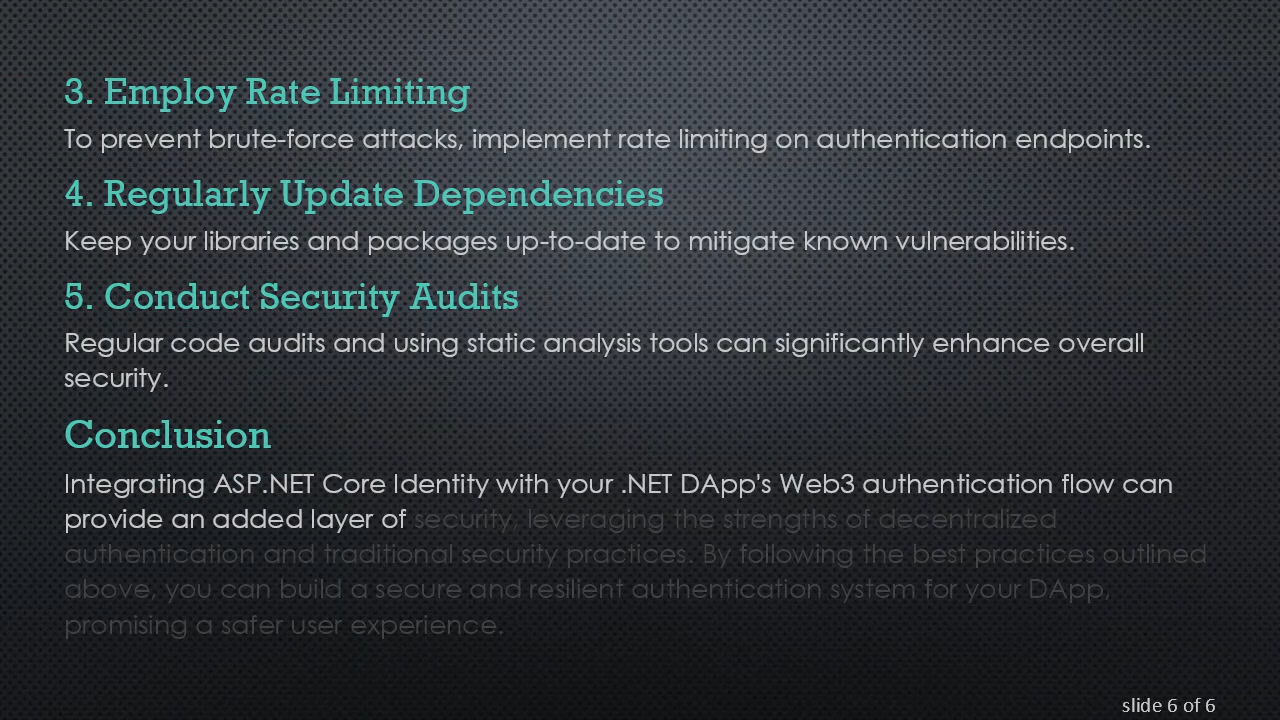 3. Employ Rate Limiting
To prevent brute-force attacks, implement rate limiting on authentication endpoints.
4. Regularly Update Dependencies
Keep your libraries and packages up-to-date to mitigate known vulnerabilities.
5. Conduct Security Audits
Regular code audits and using static analysis tools can significantly enhance overall
security.
Conclusion
Integrating ASP.NET Core Identity with your .NET DApp's Web3 authentication flow can
provide an added layer of security, leveraging the strengths of decentralized
authentication and traditional security practices. By following the best practices outlined
above, you can build a secure and resilient authentication system for your DApp,
promising a safer user experience.
slide 6 of 6